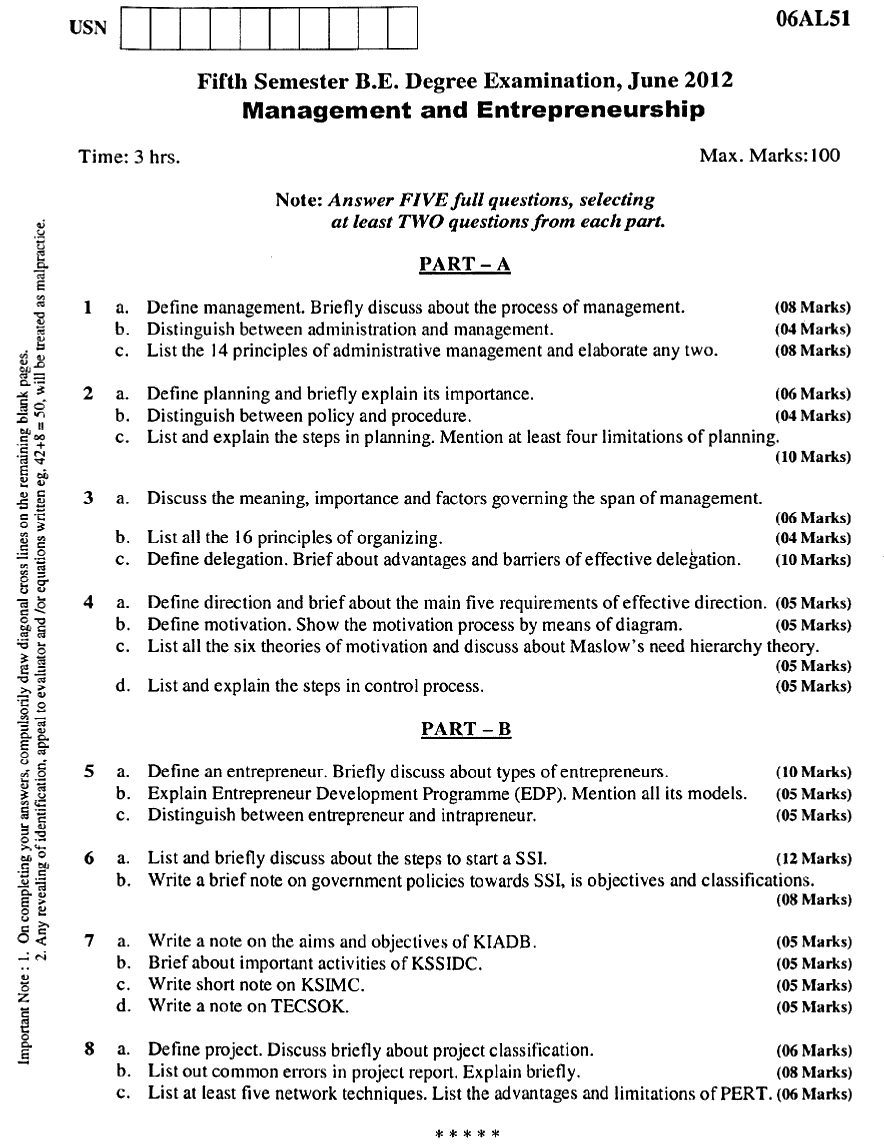 USN
06AL51
Fifth Semester B.E. Degree Examination, June 2012
Management and Entrepreneurship
Time: 3 hrs.
Max. Marks:100
Note: Answer FIVE full questions, selecting
at least TWO questions from each part.
PART – A
1 a. Define management. Briefly discuss about the process of management. (08 Marks)
b. Distinguish between administration and management. (04 Marks)
c. List the 14 principles of administrative management and elaborate any two. (08 Marks)
2 a. Define planning and briefly explain its importance. (06 Marks)
b. Distinguish between policy and procedure. (04 Marks)
c. List and explain the steps in planning. Mention at least four limitations of planning.
(10 Marks)
3 a. Discuss the meaning, importance and factors governing the span of management.
(06 Marks)
b. List all the 16 principles of organizing. (04 Marks)
c. Define delegation. Brief about advantages and barriers of effective delegation. (10 Marks)
4 a. Define direction and brief about the main five requirements of effective direction. (05 Marks)
b. Define motivation. Show the motivation process by means of diagram. (05 Marks)
c. List all the six theories of motivation and discuss about Maslow's need hierarchy theory.
(05 Marks)
d. List and explain the steps in control process. (05 Marks)
PART – B
5 a. Define an entrepreneur. Briefly discuss about types of entrepreneurs. (10 Marks)
b. Explain Entrepreneur Development Programme (EDP). Mention all its models. (05 Marks)
c. Distinguish between entrepreneur and intrapreneur. (05 Marks)
6 a. List and briefly discuss about the steps to start a SSI. (12 Marks)
b. Write a brief note on government policies towards SSI, is objectives and classifications.
(08 Marks)
7 a. Write a note on the aims and objectives of KIADB. (05 Marks)
b. Brief about important activities of KSSIDC. (05 Marks)
c. Write short note on KSIMC. (05 Marks)
d. Write a note on TECSOK. (05 Marks)
8 a. Define project. Discuss briefly about project classification. (06 Marks)
b. List out common errors in project report. Explain briefly. (08 Marks)
c. List at least five network techniques. List the advantages and limitations of PERT. (06 Marks)
* * * * *
Important Note : 1. On completing your answers, compulsorily draw diagonal cross lines on the remaining blank pages.
2. Any revealing of identification, appeal to evaluator and /or equations written eg, 42+8 = 50, will be treated as malpractice.